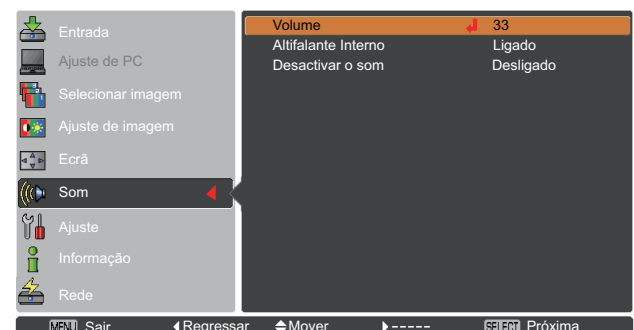 Entrada
Ajuste de PC
Selecionar imagem
Ajuste de imagem
Ecrã
Som
Ajuste
Informação
Rede
Volume 33
Altifalante Interno Ligado
Desactivar o som Desligado
MENU Sair Regressar Mover ----- SELECT Próxima